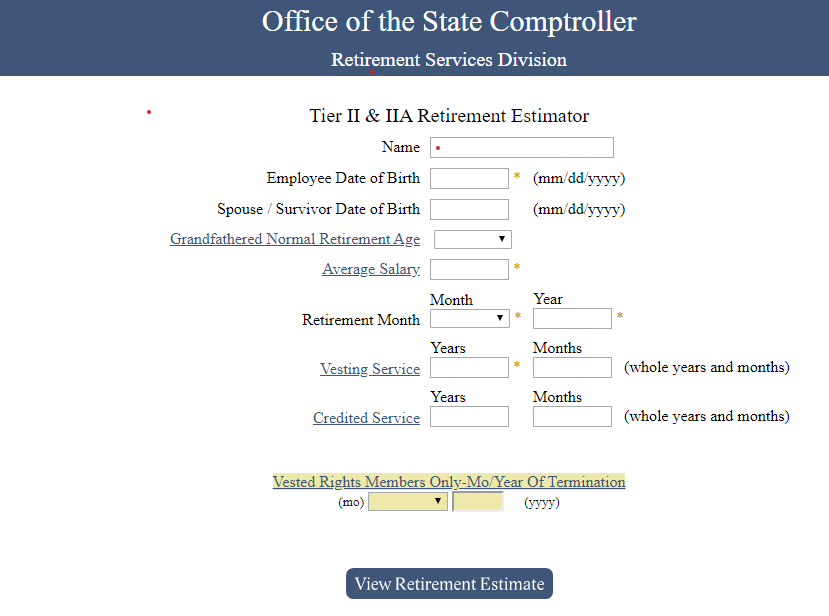 Office of the State Comptroller
Retirement Services Division
Tier II & IIA Retirement Estimator
Name
Employee Date of Birth * (mm/dd/yyyy)
Spouse / Survivor Date of Birth (mm/dd/yyyy)
Grandfathered Normal Retirement Age
Average Salary *
Month Year
Retirement Month * *
Years Months
Vesting Service * (whole years and months)
Years Months
Credited Service (whole years and months)
Vested Rights Members Only-Mo/Year Of Termination
(mo) (yyyy)
View Retirement Estimate